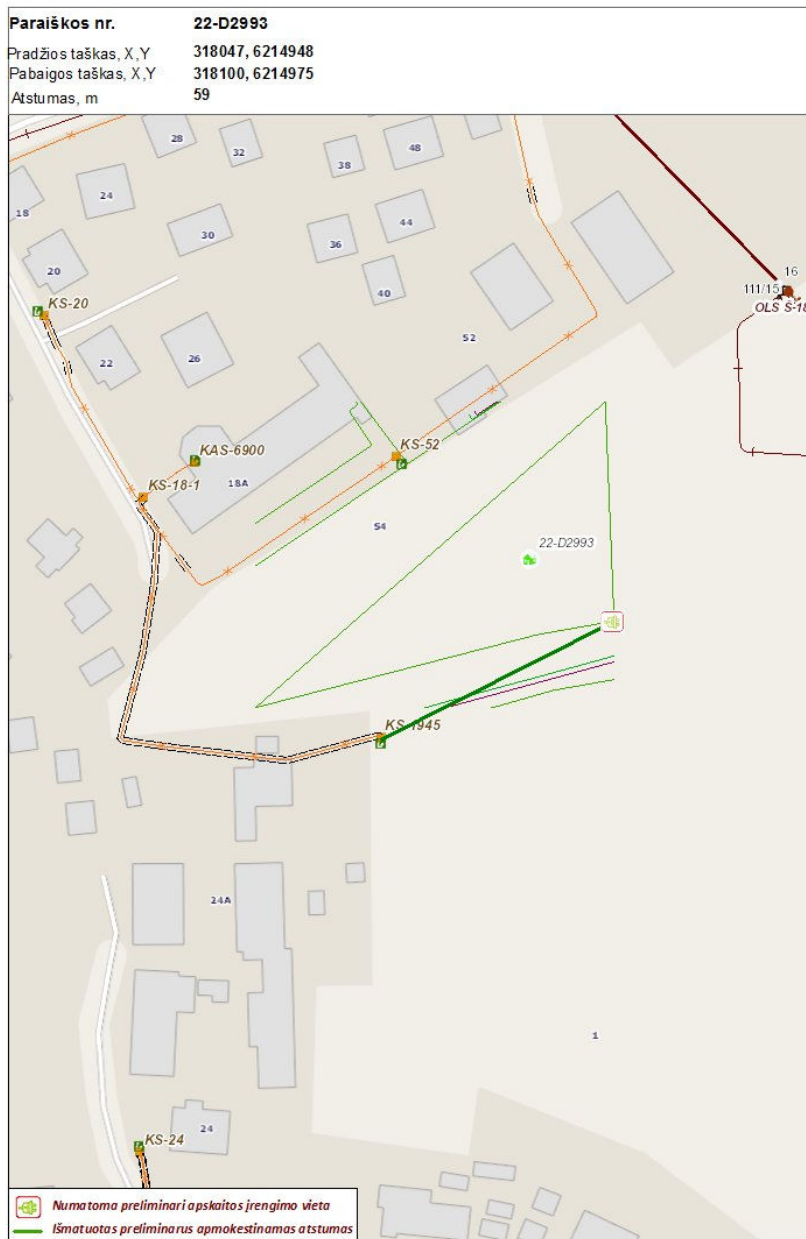 Paraiškos nr. 22-D2993
Pradžios taškas, X,Y 318047, 6214948
Pabaigos taškas, X,Y 318100, 6214975
Atstumas, m 59
28
32
38
48
24
18
44
30
36
16
20
40
111/15
KS-20
OLS Š-18
52
22
26
KAS-6900
KS-52
KS-18-1
18A
54
22-D2993
KS-1945
24A
1
24
KS-24
Numatoma preliminari apskaitos įrengimo vieta
Išmatuotas preliminarus apmokestinamas atstumas